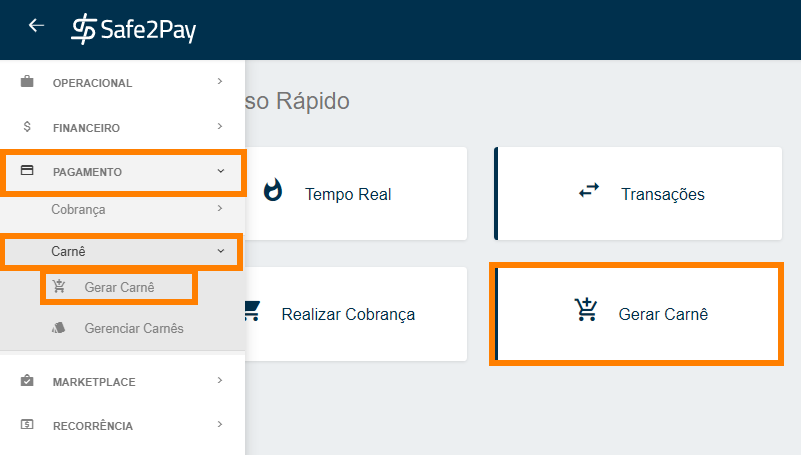 Safe2Pay
OPERACIONAL
FINANCEIRO
PAGAMENTO
Cobrança
Carnê
Gerar Carnê
Gerenciar Carnês
MARKETPLACE
RECORRÊNCIA
so Rápido
Tempo Real
Transações
Realizar Cobrança
Gerar Carnê